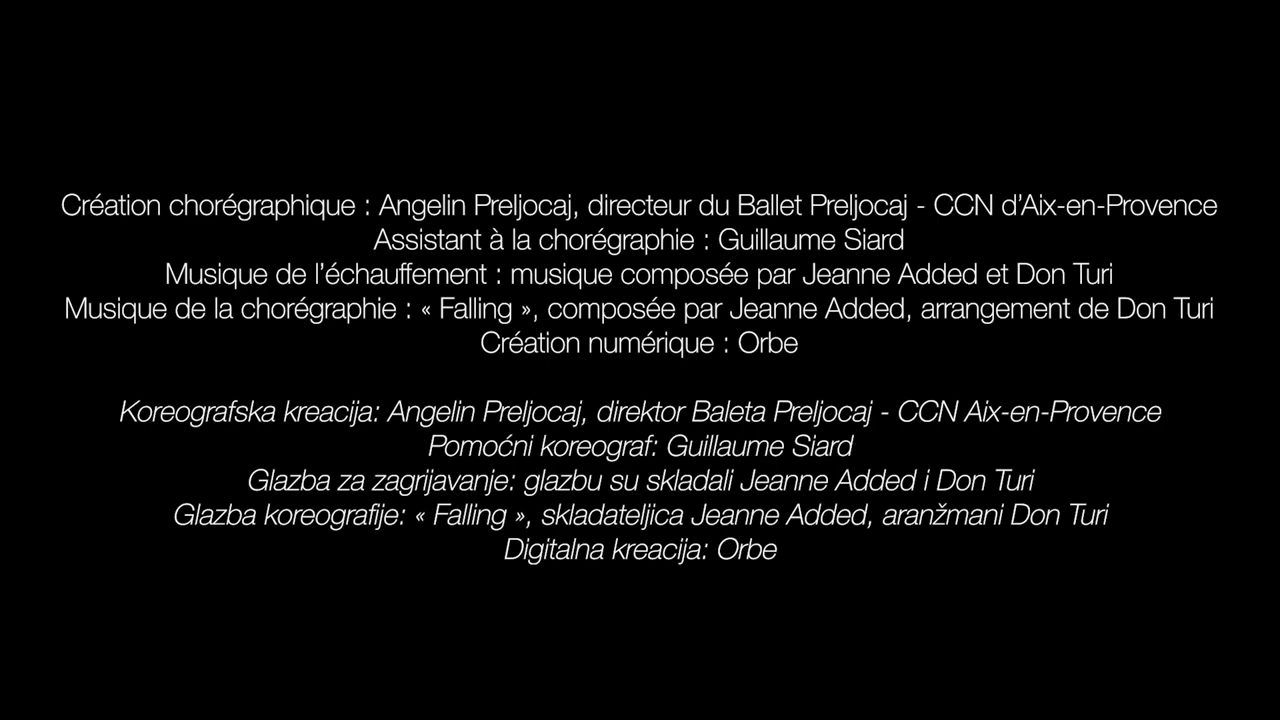 Création chorégraphique : Angelin Preljocaj, directeur du Ballet Preljocaj - CCN d’Aix-en-Provence
Assistant à la chorégraphie : Guillaume Siard
Musique de l’échauffement : musique composée par Jeanne Added et Don Turi
Musique de la chorégraphie : « Falling », composée par Jeanne Added, arrangement de Don Turi
Création numérique : Orbe
Koreografska kreacija: Angelin Preljocaj, direktor Baleta Preljocaj - CCN Aix-en-Provence
Pomoćni koreograf: Guillaume Siard
Glazba za zagrijavanje: glazbu su skladali Jeanne Added i Don Turi
Glazba koreografije: « Falling », skladateljica Jeanne Added, aranžmani Don Turi
Digitalna kreacija: Orbe